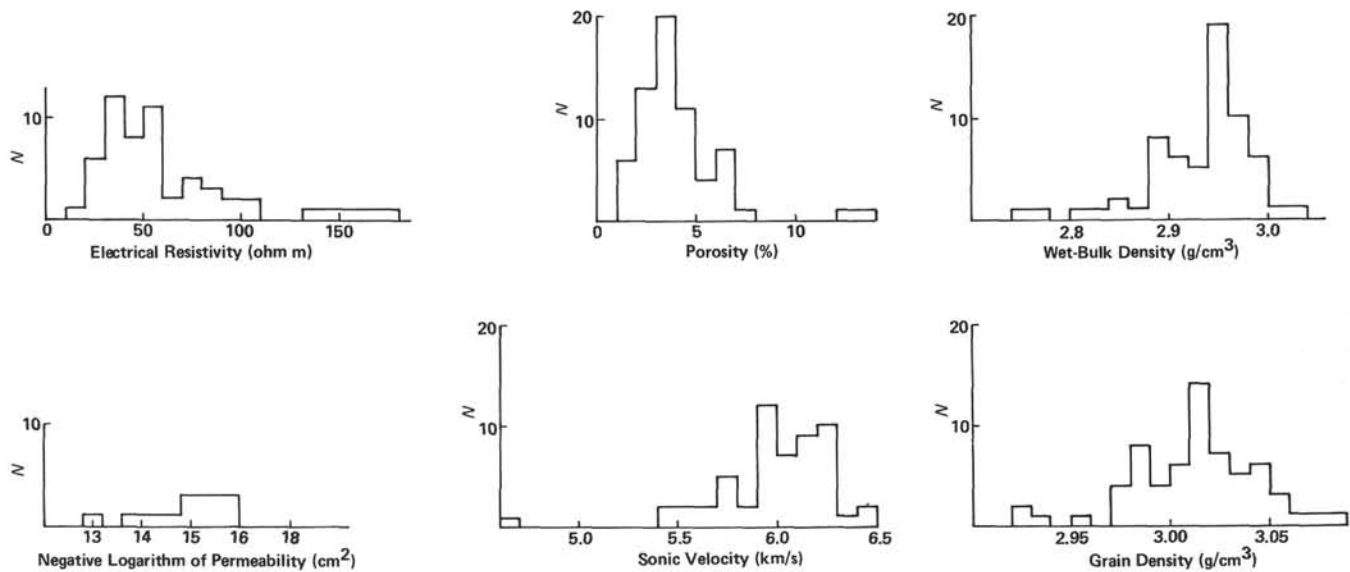 10
N
0 50 100 150
Electrical Resistivity (ohm m)
20
10
N
0 5 10
Porosity (%)
20
10
N
2.8 2.9 3.0
Wet-Bulk Density (g/cm³)
10
N
13 14 15 16 18
Negative Logarithm of Permeability (cm²)
20
10
N
5.0 5.5 6.0 6.5
Sonic Velocity (km/s)
20
10
N
2.95 3.00 3.05
Grain Density (g/cm³)